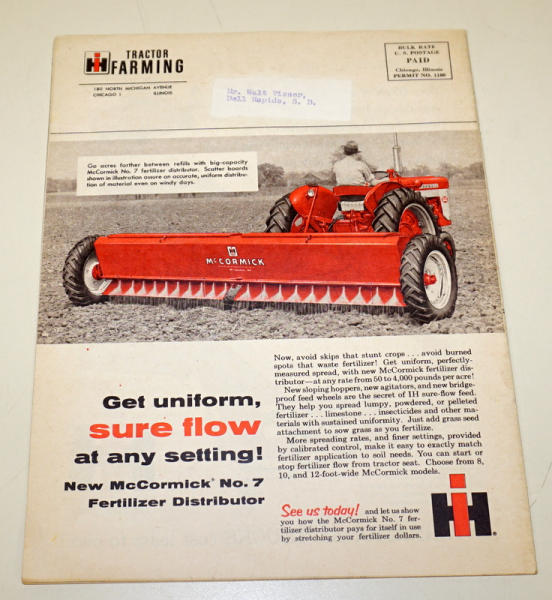 IH TRACTOR
FARMING
180 NORTH MICHIGAN AVENUE
CHICAGO 1 ILLINOIS
BULK RATE
U. S. POSTAGE
PAID
Chicago, Illinois
PERMIT NO. 1180
Mr. Walt Visser,
Dell Rapids, S. D.
Go acres farther between refills with big-capacity
McCormick No. 7 fertilizer distributor. Scatter boards
shown in illustration assure an accurate, uniform distribu-
tion of material even on windy days.
IH
McCORMICK
Get uniform,
sure flow
at any setting!
New McCormick® No. 7
Fertilizer Distributor
Now, avoid skips that stunt crops . . . avoid burned
spots that waste fertilizer! Get uniform, perfectly-
measured spread, with new McCormick fertilizer dis-
tributor—at any rate from 50 to 4,000 pounds per acre!
New sloping hoppers, new agitators, and new bridge-
proof feed wheels are the secret of IH sure-flow feed.
They help you spread lumpy, powdered, or pelleted
fertilizer . . . limestone . . . insecticides and other ma-
terials with sustained uniformity. Just add grass seed
attachment to sow grass as you fertilize.
More spreading rates, and finer settings, provided
by calibrated control, make it easy to exactly match
fertilizer application to soil needs. You can start or
stop fertilizer flow from tractor seat. Choose from 8,
10, and 12-foot-wide McCormick models.
See us today! and let us show
you how the McCormick No. 7 fer-
tilizer distributor pays for itself in use
by stretching your fertilizer dollars.
IH®